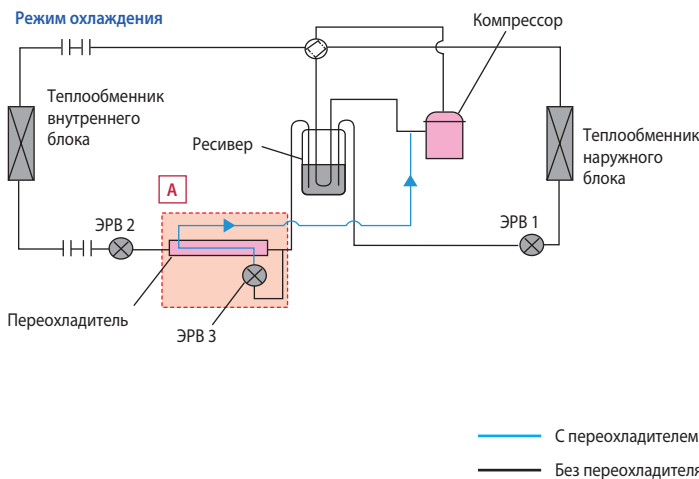 Режим охлаждения
Компрессор
Теплообменник
внутреннего
блока
Ресивер
Теплообменник
наружного
блока
A
ЭРВ 2
ЭРВ 1
Переохладитель
ЭРВ 3
С переохладителем
Без переохладителя